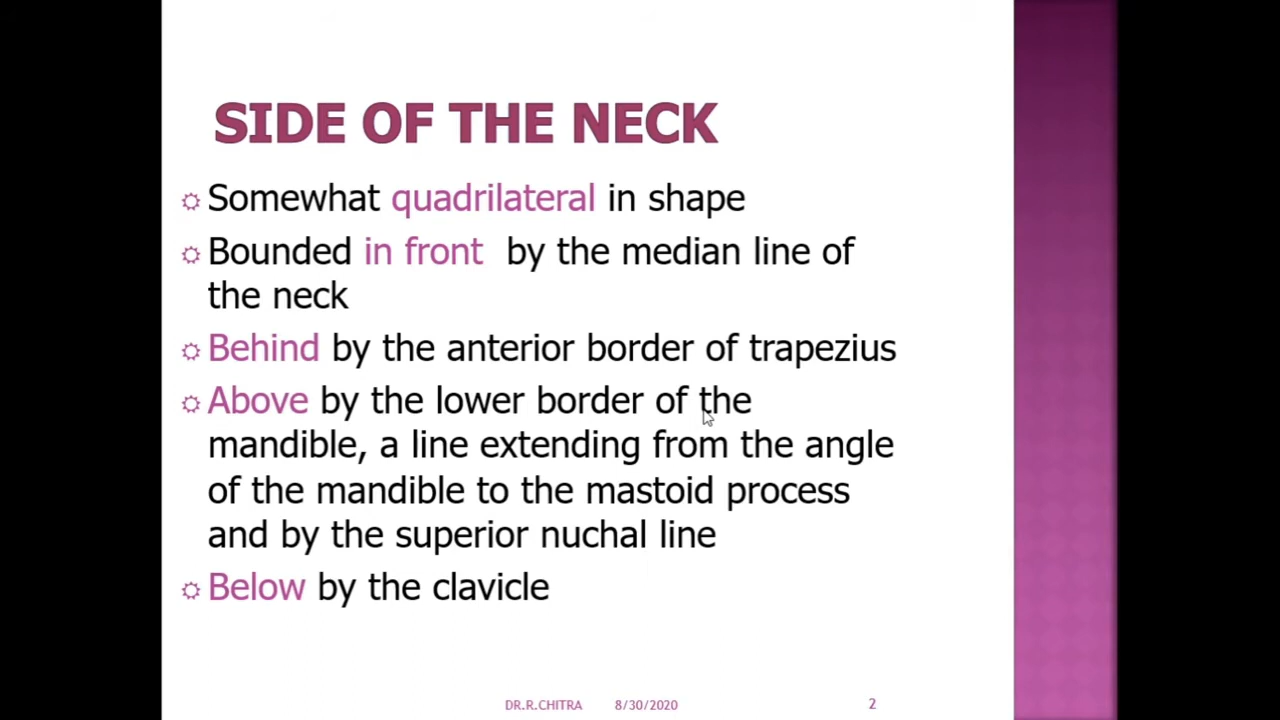 SIDE OF THE NECK
Somewhat quadrilateral in shape
Bounded in front by the median line of
the neck
Behind by the anterior border of trapezius
Above by the lower border of the
mandible, a line extending from the angle
of the mandible to the mastoid process
and by the superior nuchal line
Below by the clavicle
DR.R.CHITRA 8/30/2020 2